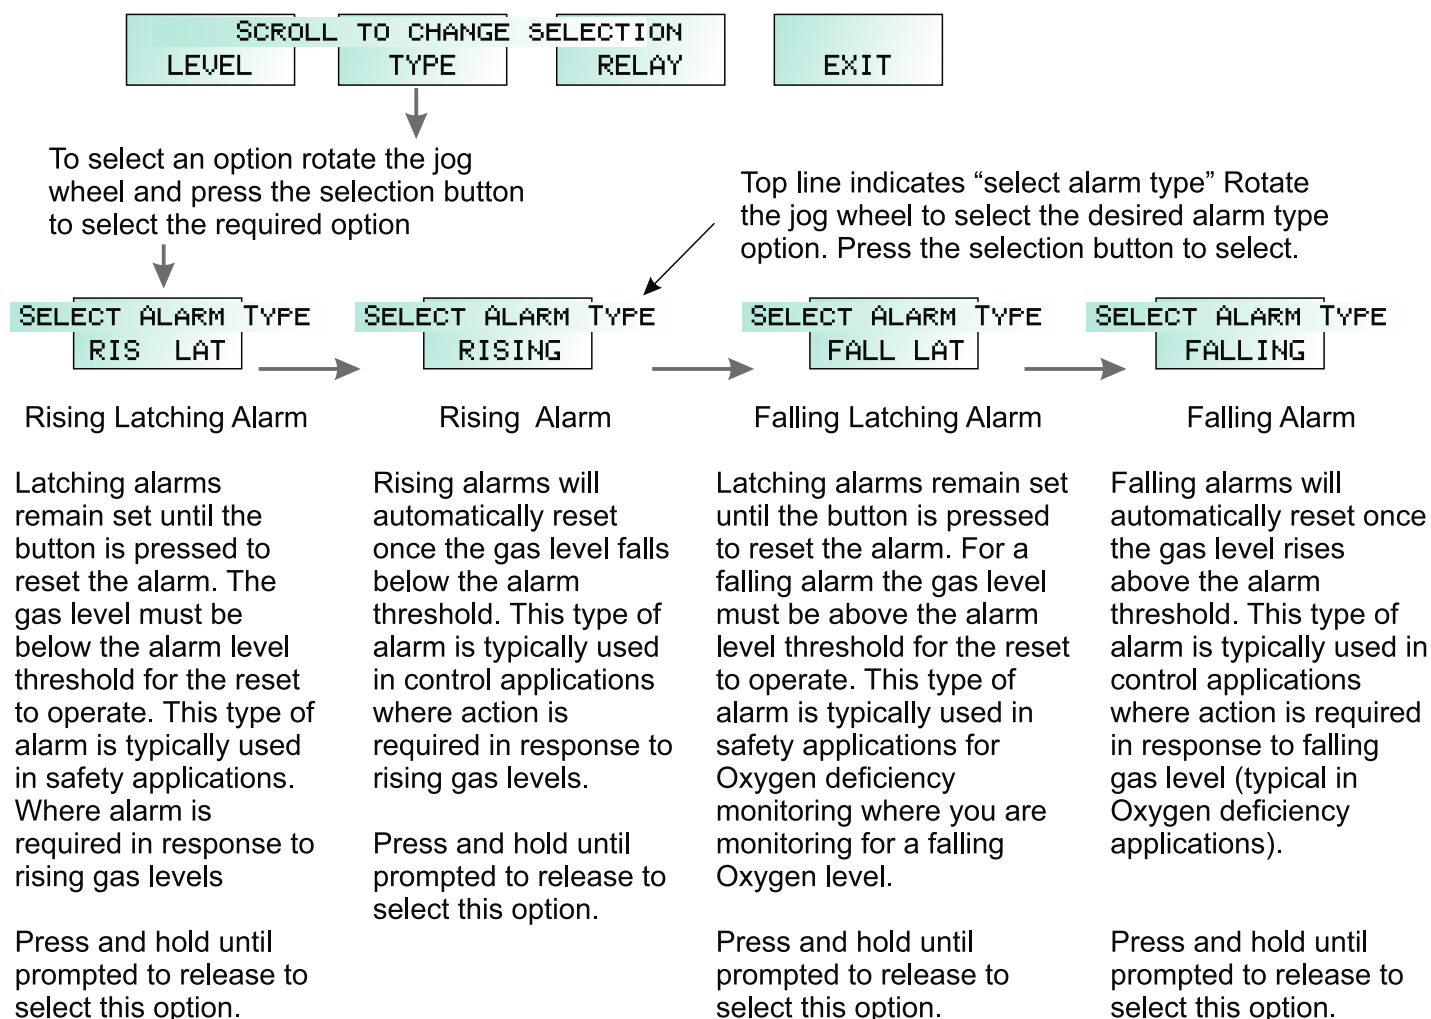 SCROLL TO CHANGE SELECTION
LEVEL TYPE RELAY EXIT
To select an option rotate the jog
wheel and press the selection button
to select the required option
Top line indicates “select alarm type” Rotate
the jog wheel to select the desired alarm type
option. Press the selection button to select.
SELECT ALARM TYPE
RIS LAT
SELECT ALARM TYPE
RISING
SELECT ALARM TYPE
FALL LAT
SELECT ALARM TYPE
FALLING
Rising Latching Alarm
Latching alarms
remain set until the
button is pressed to
reset the alarm. The
gas level must be
below the alarm level
threshold for the reset
to operate. This type of
alarm is typically used
in safety applications.
Where alarm is
required in response to
rising gas levels
Press and hold until
prompted to release to
select this option.
Rising Alarm
Rising alarms will
automatically reset
once the gas level falls
below the alarm
threshold. This type of
alarm is typically used
in control applications
where action is
required in response to
rising gas levels.
Press and hold until
prompted to release to
select this option.
Falling Latching Alarm
Latching alarms remain set
until the button is pressed
to reset the alarm. For a
falling alarm the gas level
must be above the alarm
level threshold for the reset
to operate. This type of
alarm is typically used in
safety applications for
Oxygen deficiency
monitoring where you are
monitoring for a falling
Oxygen level.
Press and hold until
prompted to release to
select this option.
Falling Alarm
Falling alarms will
automatically reset once
the gas level rises
above the alarm
threshold. This type of
alarm is typically used in
control applications
where action is required
in response to falling
gas level (typical in
Oxygen deficiency
applications).
Press and hold until
prompted to release to
select this option.